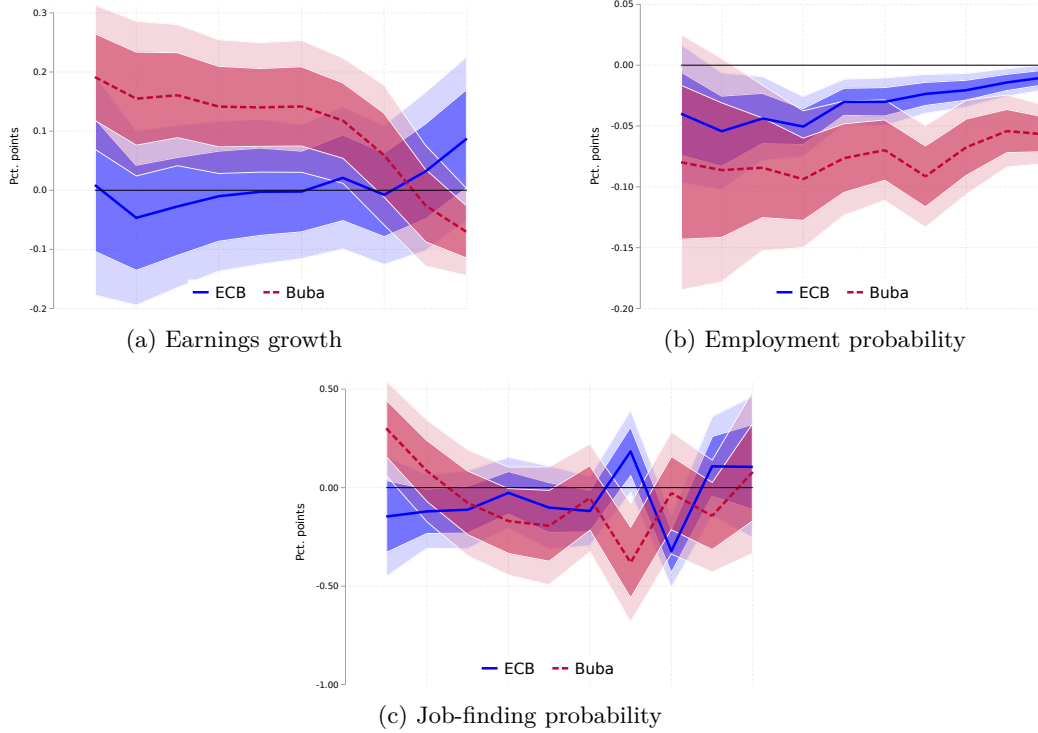 0.3
0.2
0.1
0.0
-0.1
-0.2
Pct. points
ECB Buba
(a) Earnings growth
0.05
0.00
-0.05
-0.10
-0.15
-0.20
Pct. points
ECB Buba
(b) Employment probability
0.50
0.00
-0.50
-1.00
Pct. points
ECB Buba
(c) Job-finding probability